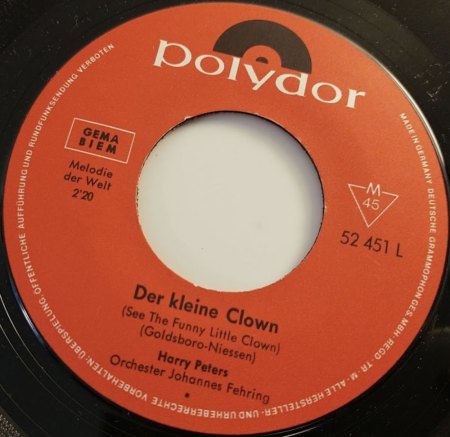 polydor
GEMA
BIEM
Melodie
der Welt
2'20
M
45
52 451 L
Der kleine Clown
(See The Funny Little Clown)
(Goldsboro-Niessen)
Harry Peters
Orchester Johannes Fehring
MADE IN GERMANY · DEUTSCHE GRAMMOPHON GES · MBH · REGD · TR · M · ALLE HERSTELLER- UND URHEBERRECHTE VORBEHALTEN · ÜBERSPIELUNG · ÖFFENTLICHE AUFFÜHRUNG UND RUNDFUNKSENDUNG VERBOTEN